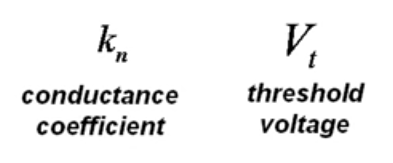 kₙ Vₜ
conductance threshold
coefficient voltage